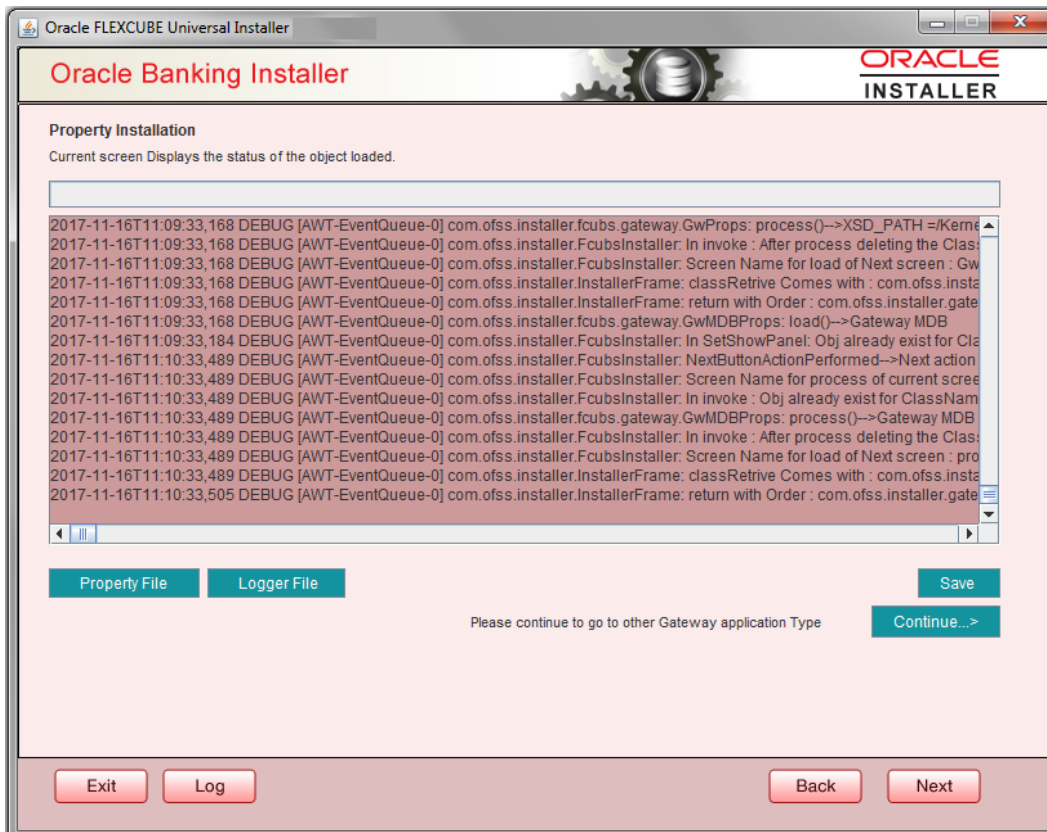 Oracle FLEXCUBE Universal Installer
Oracle Banking Installer
ORACLE
INSTALLER
Property Installation
Current screen Displays the status of the object loaded.
2017-11-16T11:09:33,168 DEBUG [AWT-EventQueue-0] com.ofss.installer.fcubs.gateway.GwProps: process()-->XSD_PATH =/Kerne
2017-11-16T11:09:33,168 DEBUG [AWT-EventQueue-0] com.ofss.installer.FcubsInstaller: In invoke : After process deleting the Clas
2017-11-16T11:09:33,168 DEBUG [AWT-EventQueue-0] com.ofss.installer.FcubsInstaller: Screen Name for load of Next screen : Gw
2017-11-16T11:09:33,168 DEBUG [AWT-EventQueue-0] com.ofss.installer.InstallerFrame: classRetrive Comes with : com.ofss.insta
2017-11-16T11:09:33,168 DEBUG [AWT-EventQueue-0] com.ofss.installer.InstallerFrame: return with Order : com.ofss.installer.gate
2017-11-16T11:09:33,168 DEBUG [AWT-EventQueue-0] com.ofss.installer.fcubs.gateway.GwMDBProps: load()-->Gateway MDB
2017-11-16T11:09:33,184 DEBUG [AWT-EventQueue-0] com.ofss.installer.FcubsInstaller: In SetShowPanel: Obj already exist for Cla
2017-11-16T11:10:33,489 DEBUG [AWT-EventQueue-0] com.ofss.installer.FcubsInstaller: NextButtonActionPerformed-->Next action
2017-11-16T11:10:33,489 DEBUG [AWT-EventQueue-0] com.ofss.installer.FcubsInstaller: Screen Name for process of current scree
2017-11-16T11:10:33,489 DEBUG [AWT-EventQueue-0] com.ofss.installer.FcubsInstaller: In invoke : Obj already exist for ClassNam
2017-11-16T11:10:33,489 DEBUG [AWT-EventQueue-0] com.ofss.installer.fcubs.gateway.GwMDBProps: process()-->Gateway MDB
2017-11-16T11:10:33,489 DEBUG [AWT-EventQueue-0] com.ofss.installer.FcubsInstaller: In invoke : After process deleting the Clas
2017-11-16T11:10:33,489 DEBUG [AWT-EventQueue-0] com.ofss.installer.FcubsInstaller: Screen Name for load of Next screen : pro
2017-11-16T11:10:33,489 DEBUG [AWT-EventQueue-0] com.ofss.installer.InstallerFrame: classRetrive Comes with : com.ofss.insta
2017-11-16T11:10:33,505 DEBUG [AWT-EventQueue-0] com.ofss.installer.InstallerFrame: return with Order : com.ofss.installer.gate
Property File Logger File Save
Please continue to go to other Gateway application Type Continue...>
Exit Log Back Next